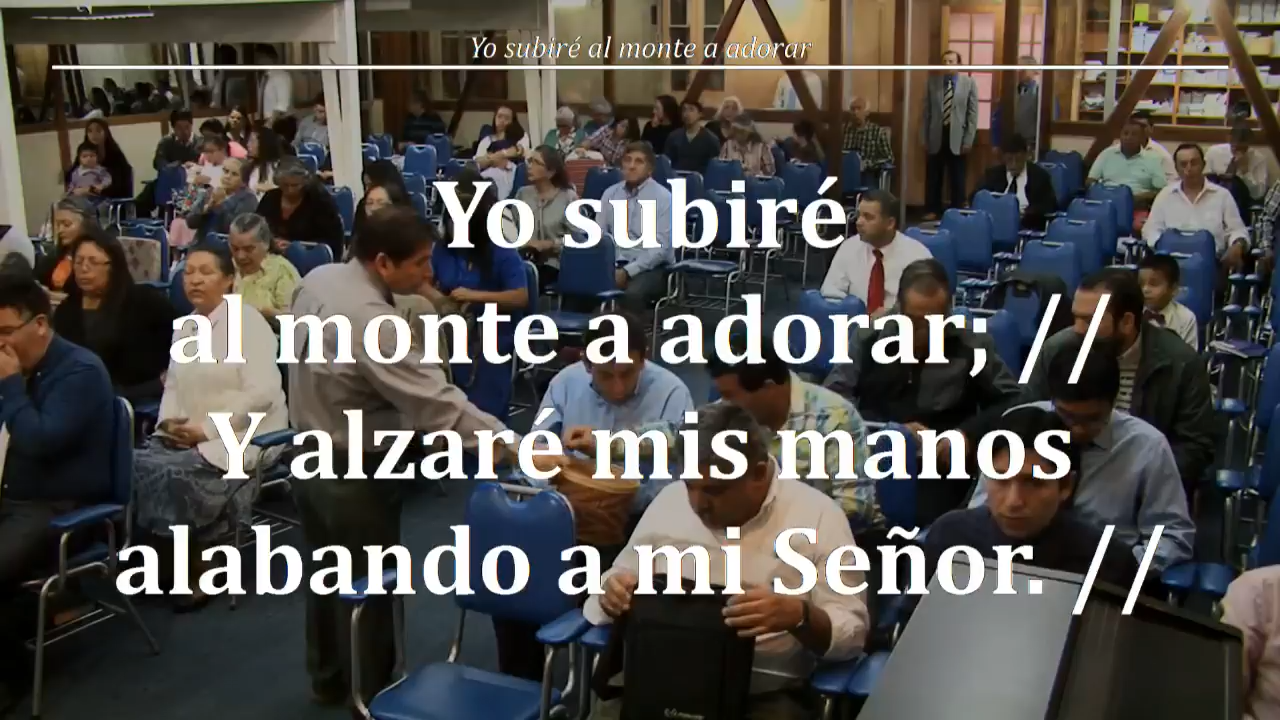 Yo subiré al monte a adorar
Yo subiré
al monte a adorar; //
Y alzaré mis manos
alabando a mi Señor. //